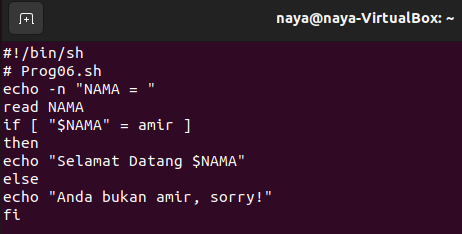 naya@naya-VirtualBox: ~
#!/bin/sh
# Prog06.sh
echo -n "NAMA = "
read NAMA
if [ "$NAMA" = amir ]
then
echo "Selamat Datang $NAMA"
else
echo "Anda bukan amir, sorry!"
fi